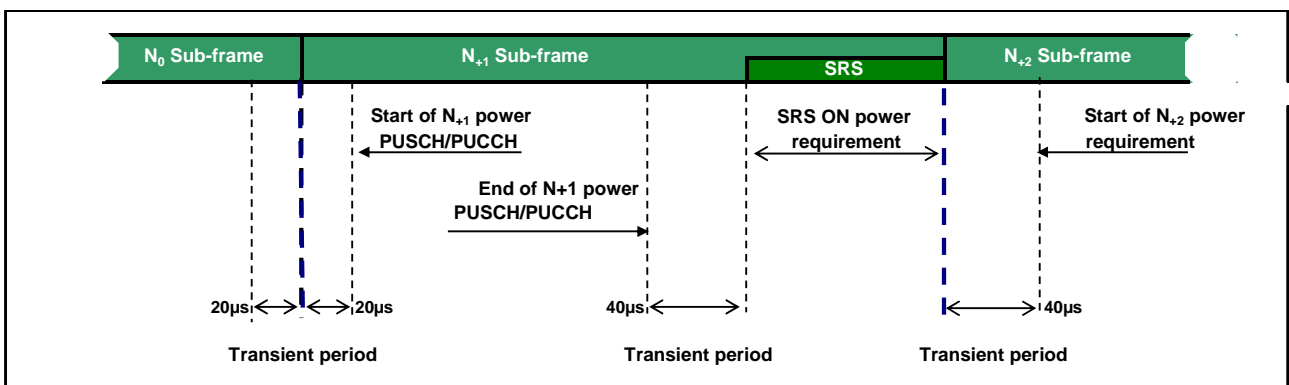 N₀ Sub-frame
N₊₁ Sub-frame
SRS
N₊₂ Sub-frame
Start of N₊₁ power
PUSCH/PUCCH
End of N+1 power
PUSCH/PUCCH
SRS ON power
requirement
Start of N₊₂ power
requirement
20µs
20µs
40µs
40µs
Transient period
Transient period
Transient period